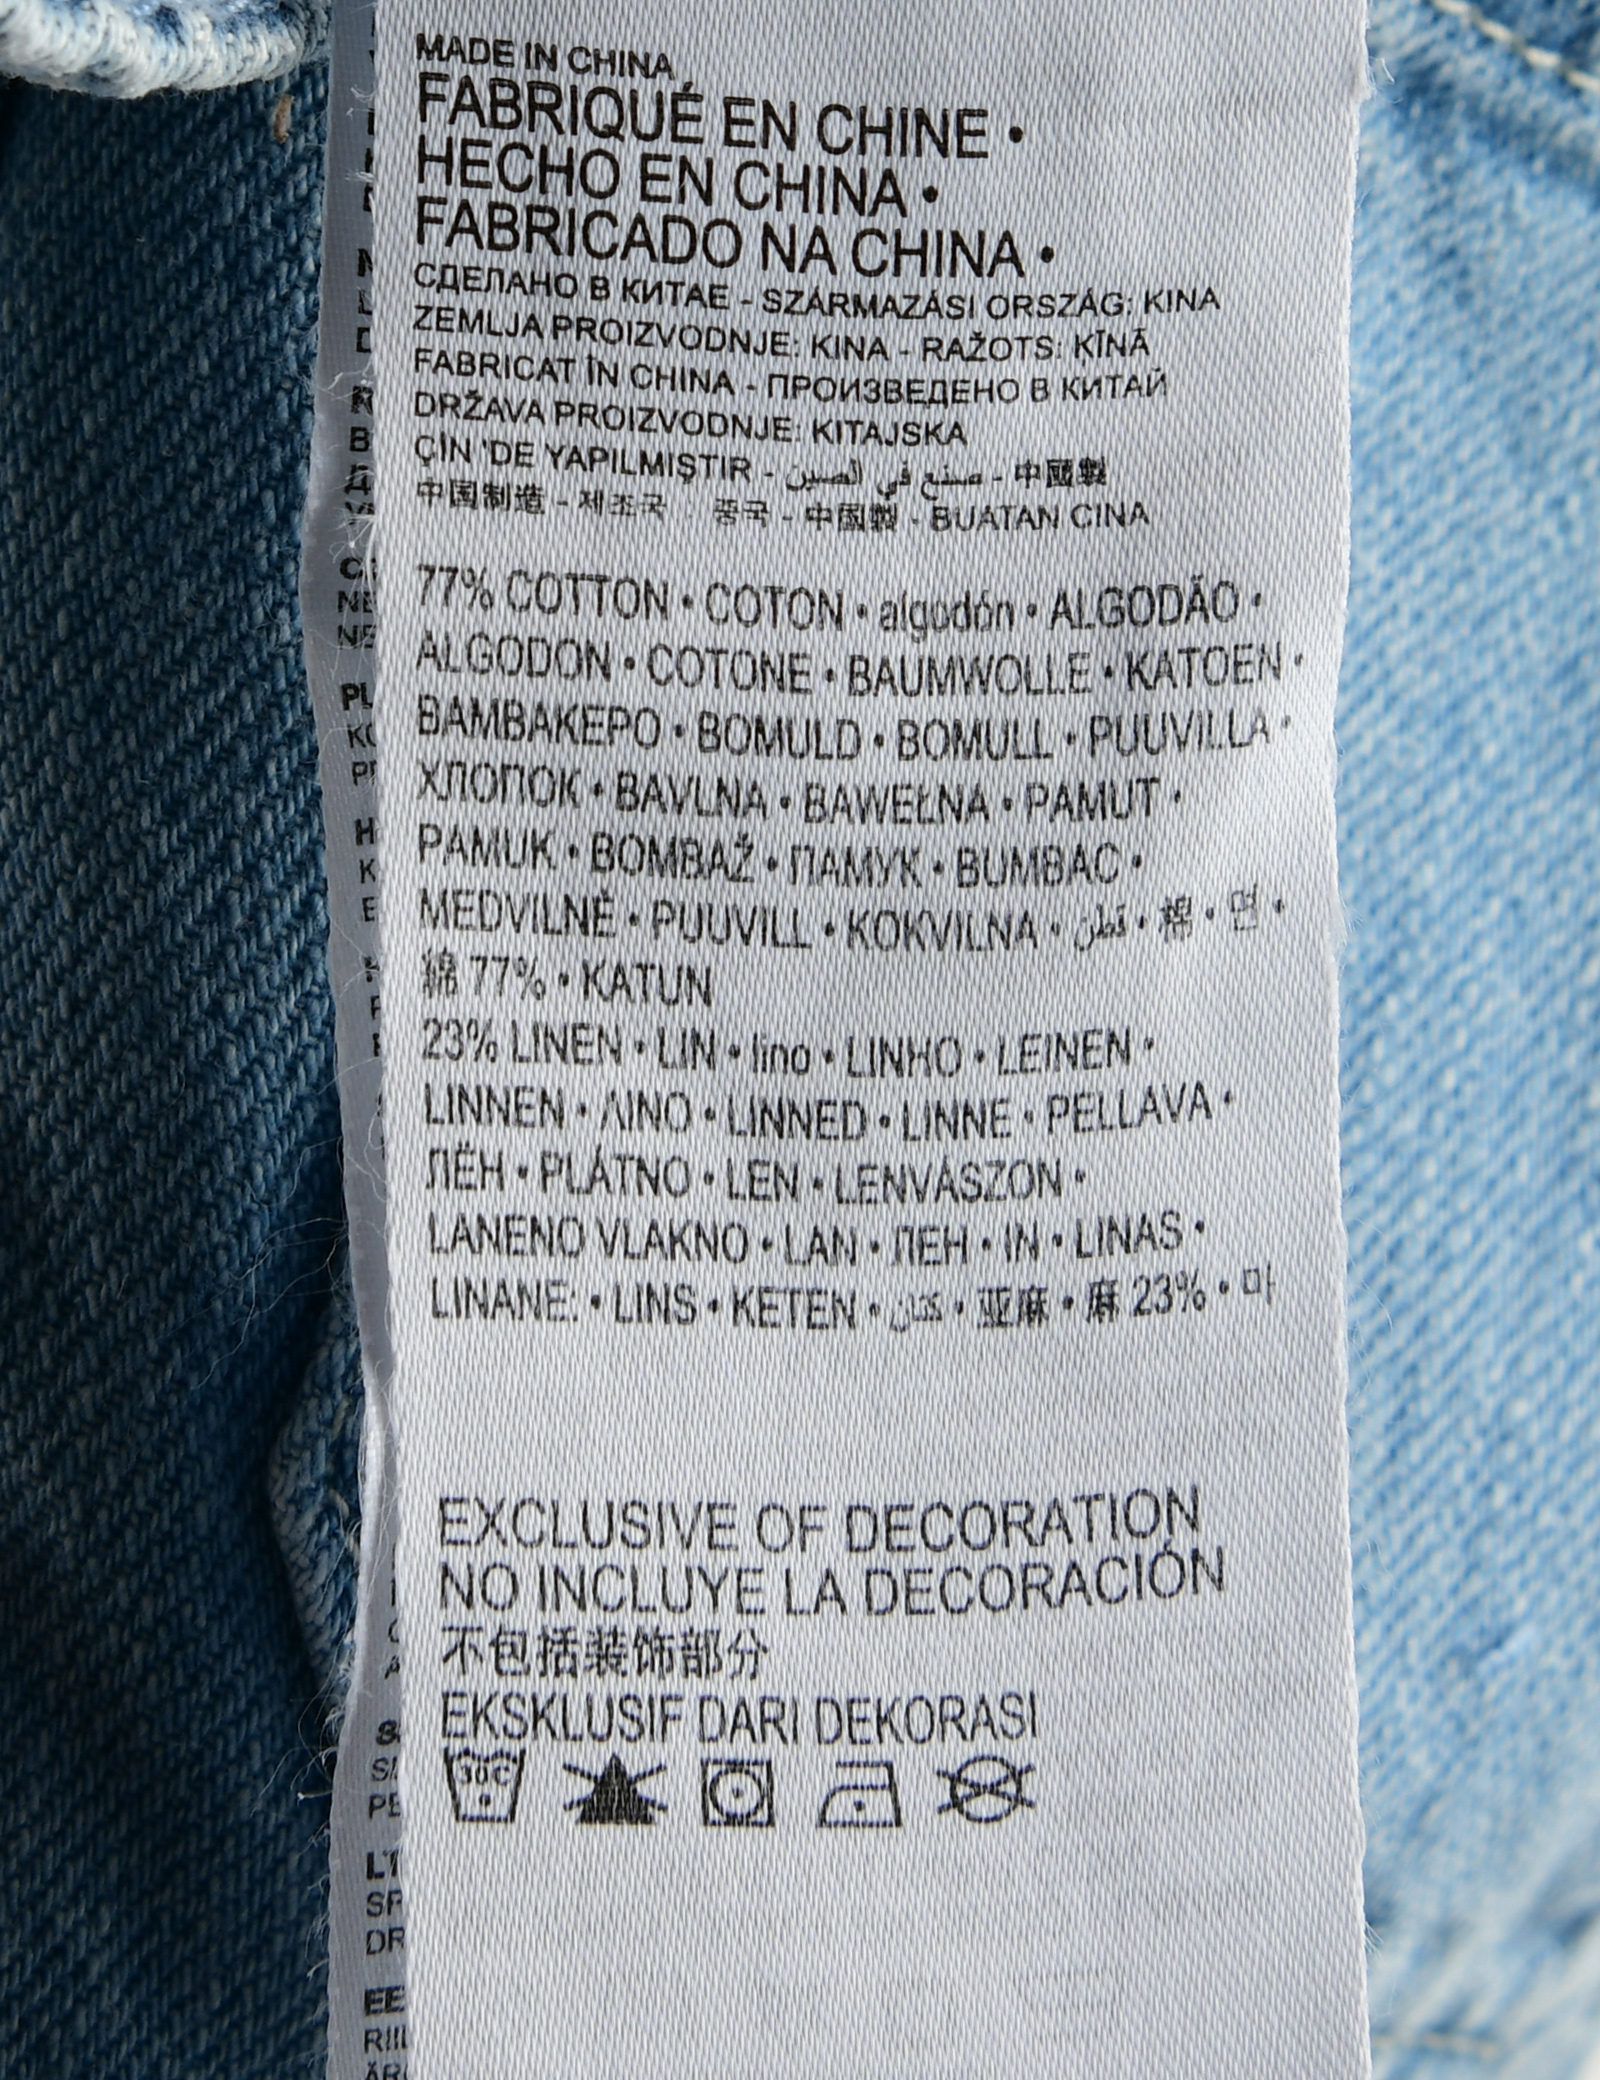 MADE IN CHINA
FABRIQUÉ EN CHINE •
HECHO EN CHINA •
FABRICADO NA CHINA •
СДЕЛАНО В КИТАЕ - SZÁRMAZÁSI ORSZÁG: KINA
ZEMLJA PROIZVODNJE: KINA - RAŽOTS: ĶĪNĀ
FABRICAT ÎN CHINA - ПРОИЗВЕДЕНО В КИТАЙ
DRŽAVA PROIZVODNJE: KITAJSKA
ÇİN 'DE YAPILMIŞTIR - صنع في الصين - 中國製
中国制造 - 제조국 : 중국 - 中国製 - BUATAN CINA
77% COTTON • COTON • algodón • ALGODÃO •
ALGODON • COTONE • BAUMWOLLE • KATOEN •
ΒΑΜΒΑΚΕΡΟ • BOMULD • BOMULL • PUUVILLA •
ХЛОПОК • BAVLNA • BAWEŁNA • PAMUT •
PAMUK • BOMBAŽ • ПАМУК • BUMBAC •
MEDVILNĖ • PUUVILL • KOKVILNA • قطن • 棉 • 면 •
綿 77% • KATUN
23% LINEN • LIN • lino • LINHO • LEINEN •
LINNEN • ΛΙΝΟ • LINNED • LINNE • PELLAVA •
ЛЁН • PLÁTNO • LEN • LENVÁSZON •
LANENO VLAKNO • LAN • ЛЕН • IN • LINAS •
LINANE: • LINS • KETEN • كتان • 亚麻 • 麻 23% • 마
EXCLUSIVE OF DECORATION
NO INCLUYE LA DECORACIÓN
不包括装饰部分
EKSKLUSIF DARI DEKORASI
30C